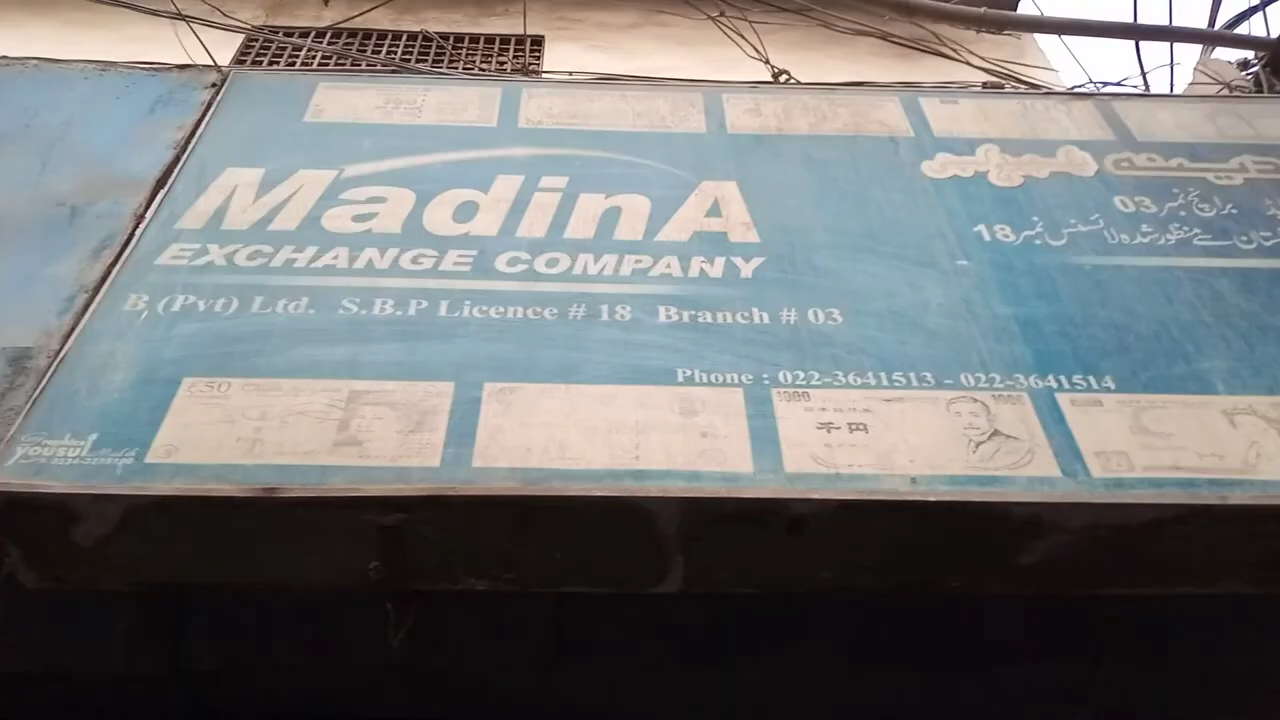 MadinA
EXCHANGE COMPANY
B, (Pvt) Ltd. S.B.P Licence # 18 Branch # 03
Phone : 022-3641513 - 022-3641514
مدینہ ایکسچینج
برانچ نمبر 03
سے منظور شدہ لائسنس نمبر 18
£50
1000 1000
千円
yousuf